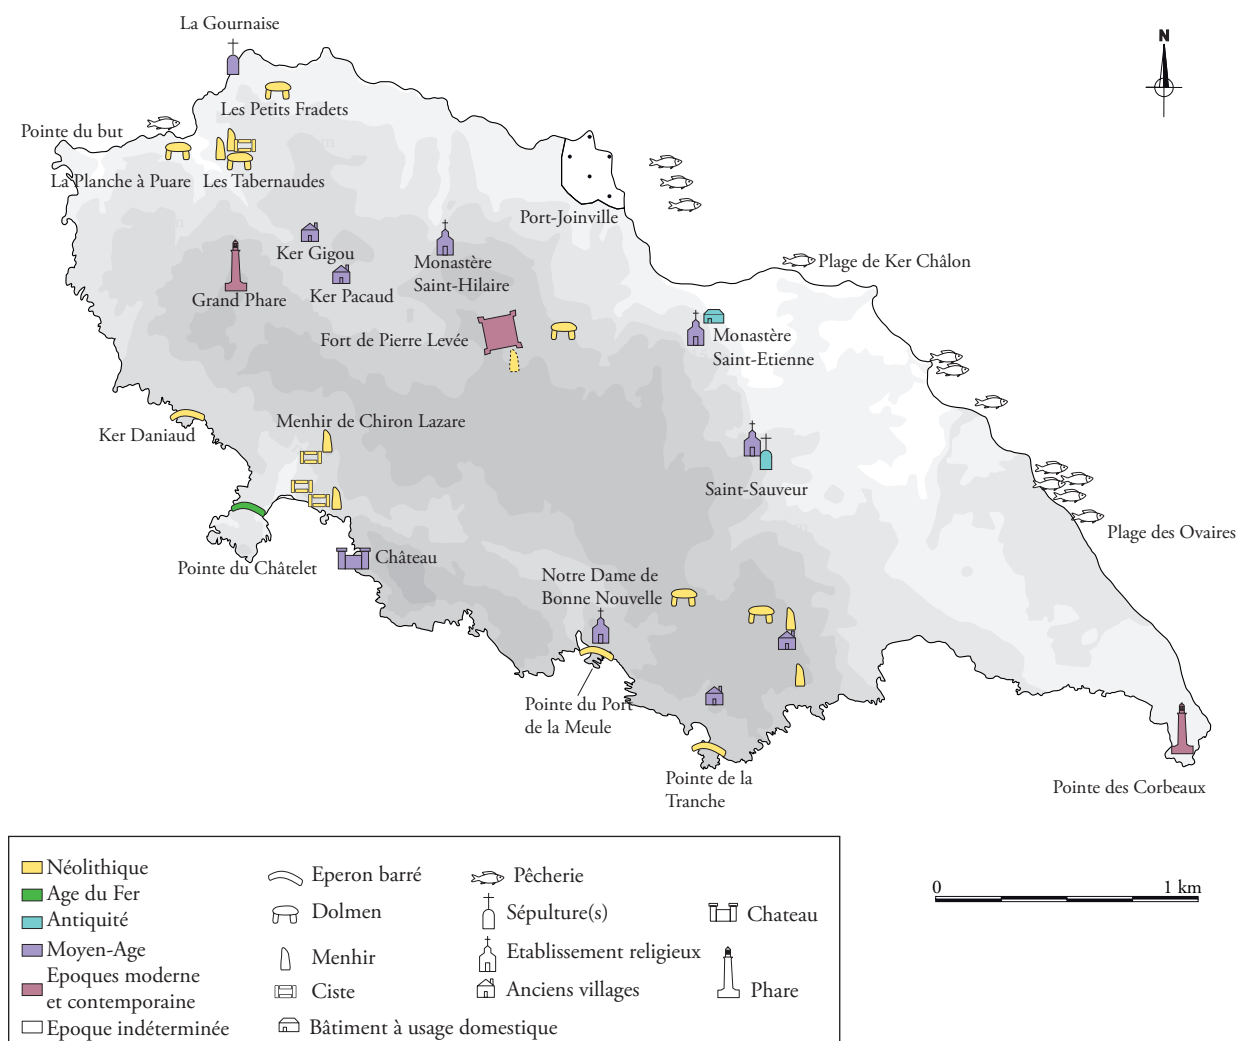 La Gournaise
N
Les Petits Fradets
Pointe du but
La Planche à Puare
Les Tabernaudes
Port-Joinville
Ker Gigou
Monastère
Saint-Hilaire
Plage de Ker Châlon
Grand Phare
Ker Pacaud
Fort de Pierre Levée
Monastère
Saint-Etienne
Ker Daniaud
Menhir de Chiron Lazare
Saint-Sauveur
Plage des Ovaires
Pointe du Châtelet
Château
Notre Dame de
Bonne Nouvelle
Pointe du Port
de la Meule
Pointe de la
Tranche
Pointe des Corbeaux
Néolithique
Age du Fer
Antiquité
Moyen-Age
Epoques moderne
et contemporaine
Epoque indéterminée
Eperon barré
Dolmen
Menhir
Ciste
Bâtiment à usage domestique
Pêcherie
Sépulture(s)
Etablissement religieux
Anciens villages
Chateau
Phare
0 1 km